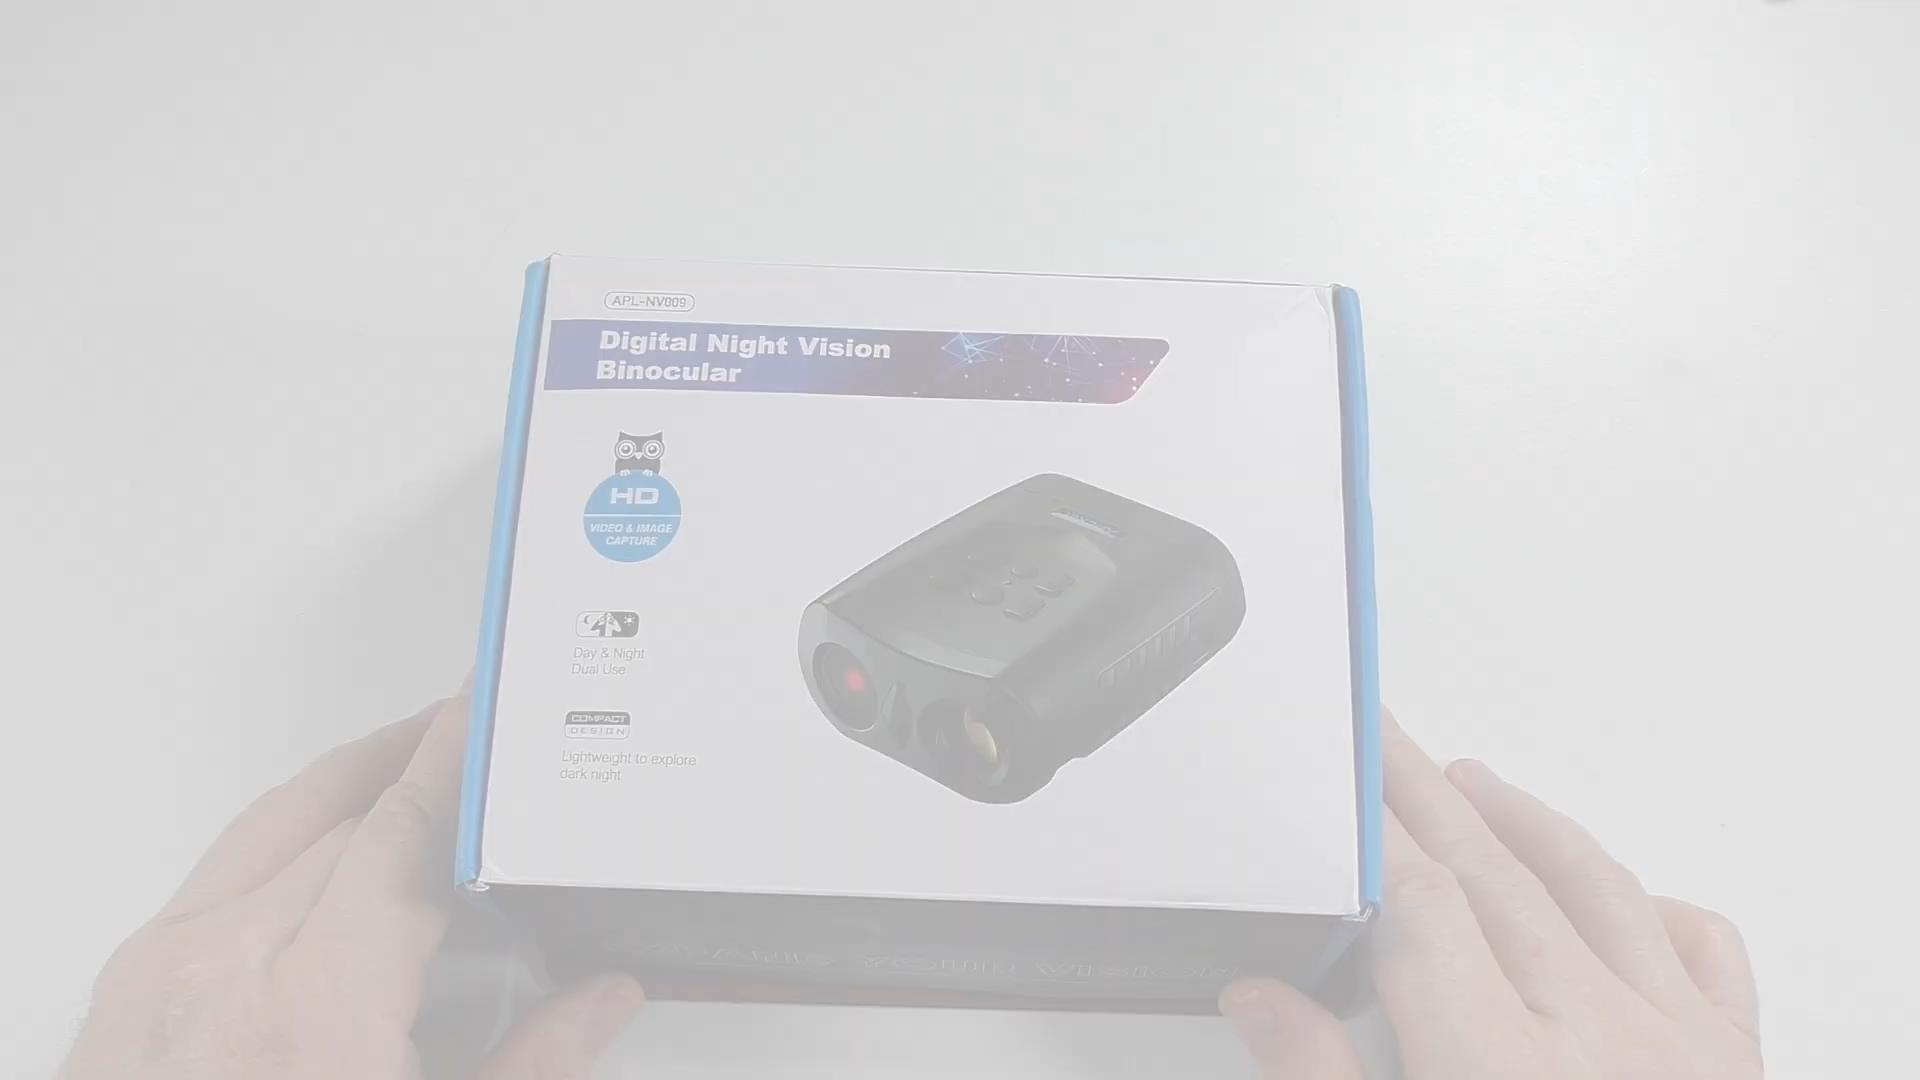 APL-NV009
Digital Night Vision
Binocular
HD
VIDEO & IMAGE
CAPTURE
Day & Night
Dual Use
COMPACT
DESIGN
Lightweight to explore
dark night